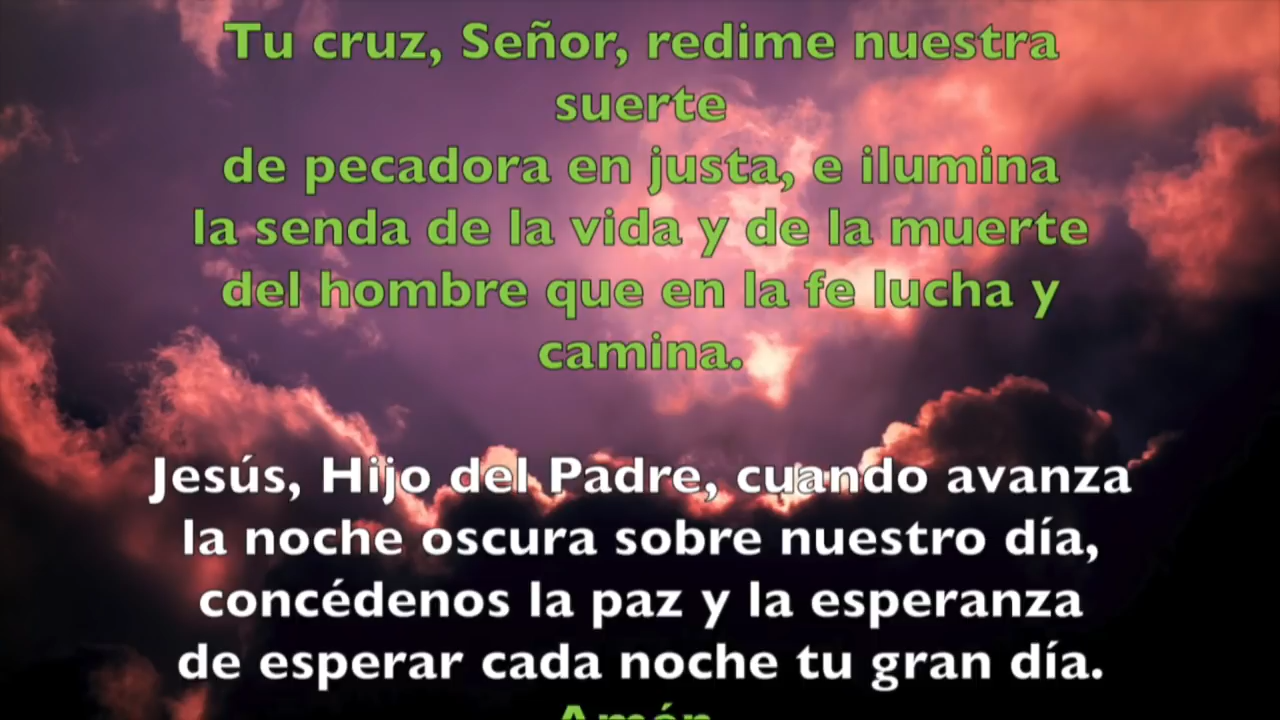 Tu cruz, Señor, redime nuestra
suerte
de pecadora en justa, e ilumina
la senda de la vida y de la muerte
del hombre que en la fe lucha y
camina.
Jesús, Hijo del Padre, cuando avanza
la noche oscura sobre nuestro día,
concédenos la paz y la esperanza
de esperar cada noche tu gran día.
Amén